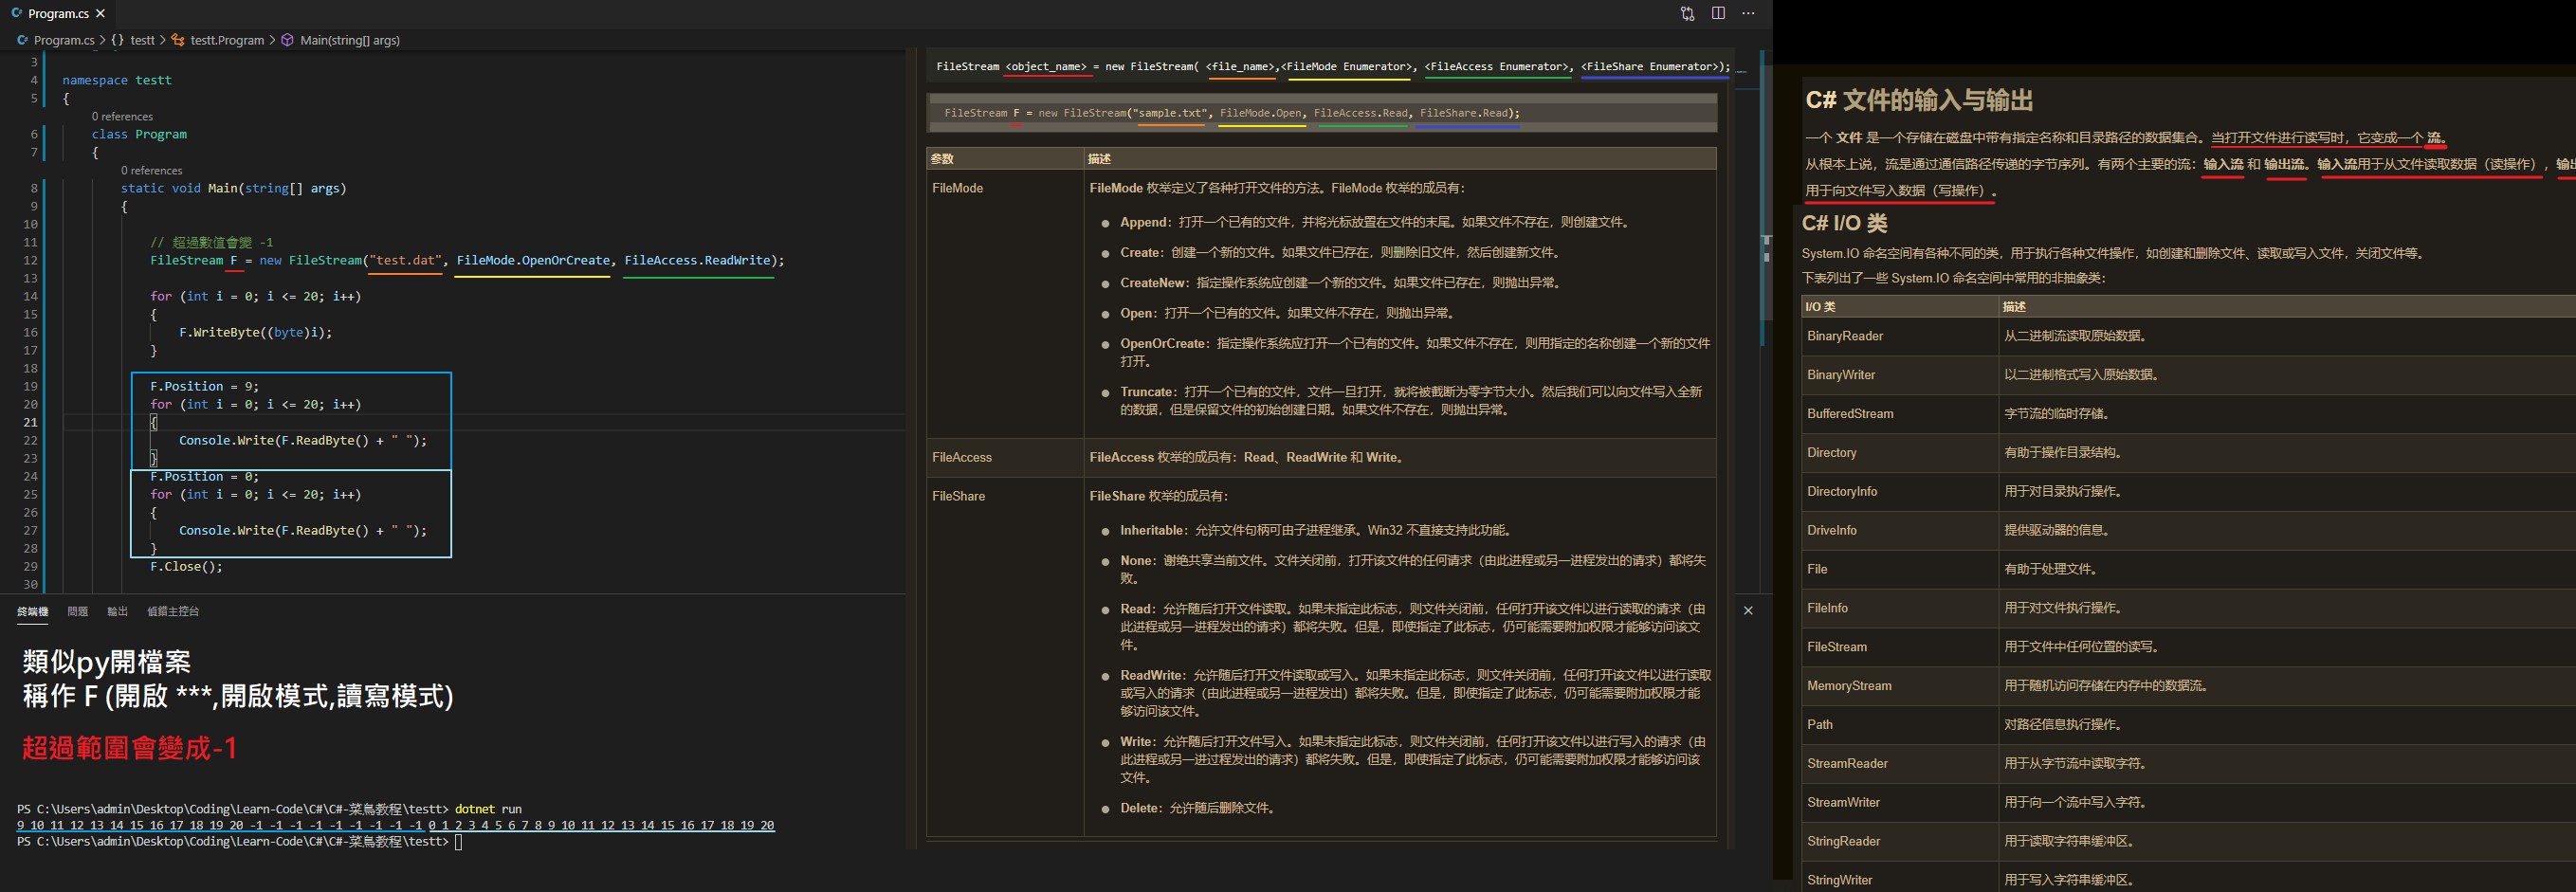 Program.cs
Program.cs > {} testt > testt.Program > Main(string[] args)
3
4 namespace testt
5 {
0 references
6 class Program
7 {
0 references
8 static void Main(string[] args)
9 {
10
11 // 超過數值會變 -1
12 FileStream F = new FileStream("test.dat", FileMode.OpenOrCreate, FileAccess.ReadWrite);
13
14 for (int i = 0; i <= 20; i++)
15 {
16 F.WriteByte((byte)i);
17 }
18
19 F.Position = 9;
20 for (int i = 0; i <= 20; i++)
21 {
22 Console.Write(F.ReadByte() + " ");
23 }
24 F.Position = 0;
25 for (int i = 0; i <= 20; i++)
26 {
27 Console.Write(F.ReadByte() + " ");
28 }
29 F.Close();
30
終端機 問題 輸出 偵錯主控台
類似py開檔案
稱作 F (開啟 ***,開啟模式,讀寫模式)
超過範圍會變成-1
PS C:\Users\admin\Desktop\Coding\Learn-Code\C#\C#-菜鳥教程\testt> dotnet run
9 10 11 12 13 14 15 16 17 18 19 20 -1 -1 -1 -1 -1 -1 -1 -1 -1 0 1 2 3 4 5 6 7 8 9 10 11 12 13 14 15 16 17 18 19 20
PS C:\Users\admin\Desktop\Coding\Learn-Code\C#\C#-菜鳥教程\testt>
FileStream <object_name> = new FileStream( <file_name>,<FileMode Enumerator>, <FileAccess Enumerator>, <FileShare Enumerator>);
FileStream F = new FileStream("sample.txt", FileMode.Open, FileAccess.Read, FileShare.Read);
参数 描述
FileMode FileMode 枚举定义了各种打开文件的方法。FileMode 枚举的成员有：
Append：打开一个已有的文件，并将光标放置在文件的末尾。如果文件不存在，则创建文件。
Create：创建一个新的文件。如果文件已存在，则删除旧文件，然后创建新文件。
CreateNew：指定操作系统应创建一个新的文件。如果文件已存在，则抛出异常。
Open：打开一个已有的文件。如果文件不存在，则抛出异常。
OpenOrCreate：指定操作系统应打开一个已有的文件。如果文件不存在，则用指定的名称创建一个新的文件
打开。
Truncate：打开一个已有的文件，文件一旦打开，就将被截断为零字节大小。然后我们可以向文件写入全新
的数据，但是保留文件的初始创建日期。如果文件不存在，则抛出异常。
FileAccess FileAccess 枚举的成员有：Read、ReadWrite 和 Write。
FileShare FileShare 枚举的成员有：
Inheritable：允许文件句柄可由子进程继承。Win32 不直接支持此功能。
None：谢绝共享当前文件。文件关闭前，打开该文件的任何请求（由此进程或另一进程发出的请求）都将失
败。
Read：允许随后打开文件读取。如果未指定此标志，则文件关闭前，任何打开该文件以进行读取的请求（由
此进程或另一进程发出的请求）都将失败。但是，即使指定了此标志，仍可能需要附加权限才能够访问该文
件。
ReadWrite：允许随后打开文件读取或写入。如果未指定此标志，则文件关闭前，任何打开该文件以进行读取
或写入的请求（由此进程或另一进程发出）都将失败。但是，即使指定了此标志，仍可能需要附加权限才能
够访问该文件。
Write：允许随后打开文件写入。如果未指定此标志，则文件关闭前，任何打开该文件以进行写入的请求（由
此进程或另一进过程发出的请求）都将失败。但是，即使指定了此标志，仍可能需要附加权限才能够访问该
文件。
Delete：允许随后删除文件。
C# 文件的输入与输出
一个 文件 是一个存储在磁盘中带有指定名称和目录路径的数据集合。当打开文件进行读写时，它变成一个 流。
从根本上说，流是通过通信路径传递的字节序列。有两个主要的流：输入流 和 输出流。输入流用于从文件读取数据（读操作），输出
用于向文件写入数据（写操作）。
C# I/O 类
System.IO 命名空间有各种不同的类，用于执行各种文件操作，如创建和删除文件、读取或写入文件，关闭文件等。
下表列出了一些 System.IO 命名空间中常用的非抽象类：
I/O 类 描述
BinaryReader 从二进制流读取原始数据。
BinaryWriter 以二进制格式写入原始数据。
BufferedStream 字节流的临时存储。
Directory 有助于操作目录结构。
DirectoryInfo 用于对目录执行操作。
DriveInfo 提供驱动器的信息。
File 有助于处理文件。
FileInfo 用于对文件执行操作。
FileStream 用于文件中任何位置的读写。
MemoryStream 用于随机访问存储在内存中的数据流。
Path 对路径信息执行操作。
StreamReader 用于从字节流中读取字符。
StreamWriter 用于向一个流中写入字符。
StringReader 用于读取字符串缓冲区。
StringWriter 用于写入字符串缓冲区。